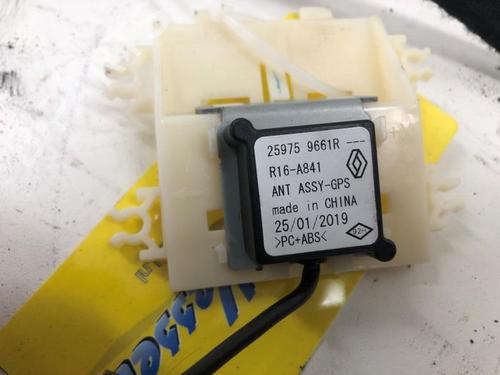 25975 9661R ---
R16-A841
ANT ASSY-GPS
made in CHINA
25/01/2019
>PC+ABS<